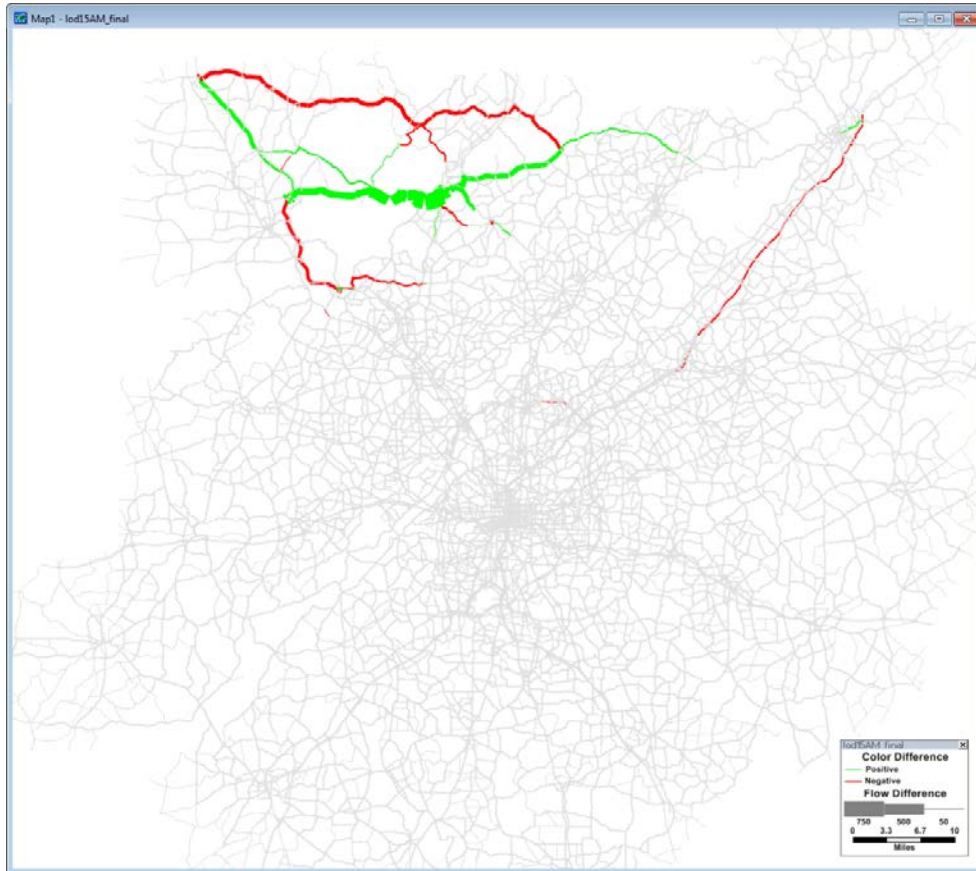 Map1 - lod15AM_final
lod15AM_final
Color Difference
Positive
Negative
Flow Difference
750 500 50
0 3.3 6.7 10
Miles